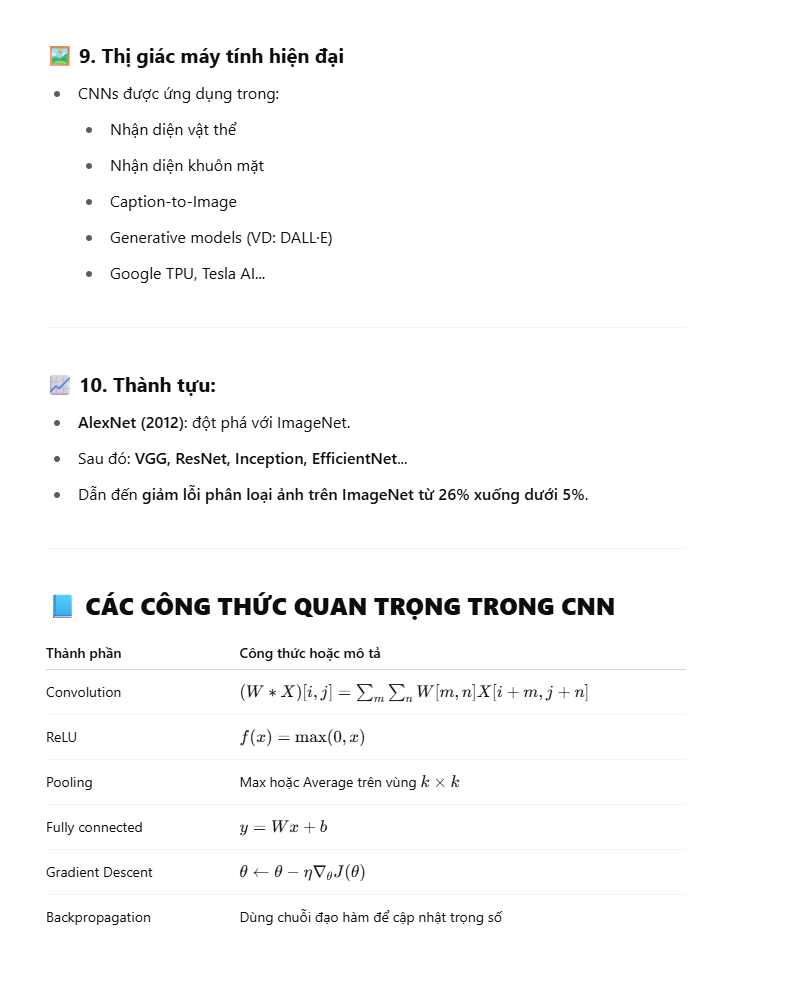 🖼️ 9. Thị giác máy tính hiện đại
• CNNs được ứng dụng trong:
• Nhận diện vật thể
• Nhận diện khuôn mặt
• Caption-to-Image
• Generative models (VD: DALL·E)
• Google TPU, Tesla AI...
📈 10. Thành tựu:
• AlexNet (2012): đột phá với ImageNet.
• Sau đó: VGG, ResNet, Inception, EfficientNet...
• Dẫn đến giảm lỗi phân loại ảnh trên ImageNet từ 26% xuống dưới 5%.
📘 CÁC CÔNG THỨC QUAN TRỌNG TRONG CNN
Thành phần Công thức hoặc mô tả
Convolution (W ∗ X)[i, j] = ∑ₘ ∑ₙ W[m, n]X[i + m, j + n]
ReLU f(x) = max(0, x)
Pooling Max hoặc Average trên vùng k × k
Fully connected y = Wx + b
Gradient Descent θ ← θ − η∇_θ J(θ)
Backpropagation Dùng chuỗi đạo hàm để cập nhật trọng số